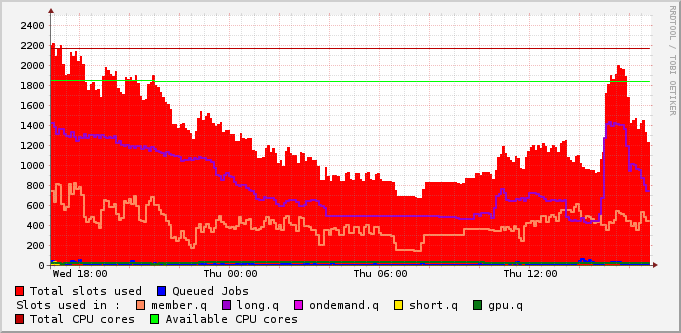 RRDTOOL / TOBI OETIKER
2400
2200
2000
1800
1600
1400
1200
1000
800
600
400
200
0
Wed 18:00 Thu 00:00 Thu 06:00 Thu 12:00
Total slots used Queued Jobs
Slots used in : member.q long.q ondemand.q short.q gpu.q
Total CPU cores Available CPU cores